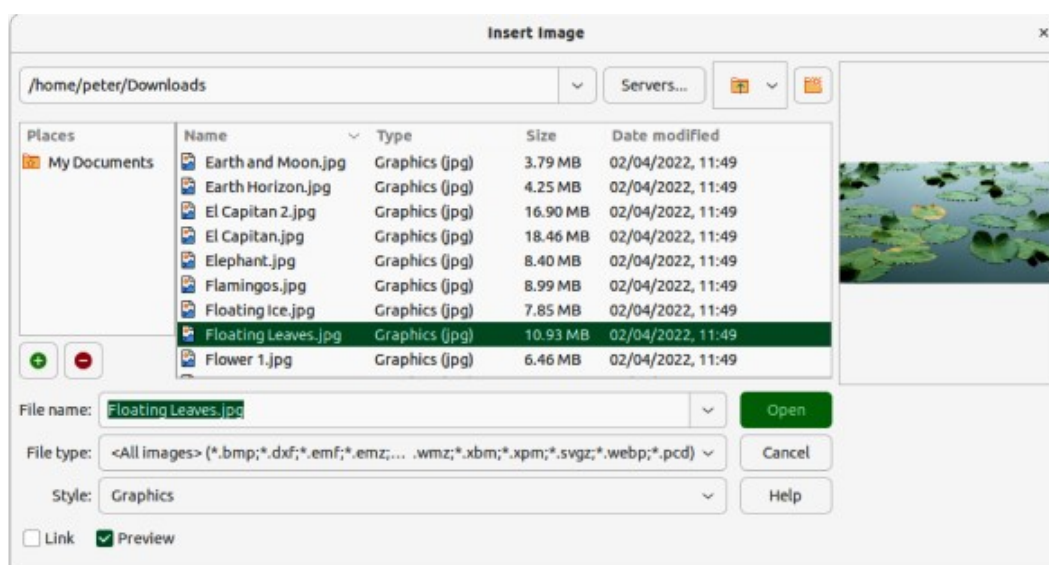 Insert Image
/home/peter/Downloads
Servers...
Places
My Documents
Name Type Size Date modified
Earth and Moon.jpg Graphics (jpg) 3.79 MB 02/04/2022, 11:49
Earth Horizon.jpg Graphics (jpg) 4.25 MB 02/04/2022, 11:49
El Capitan 2.jpg Graphics (jpg) 16.90 MB 02/04/2022, 11:49
El Capitan.jpg Graphics (jpg) 18.46 MB 02/04/2022, 11:49
Elephant.jpg Graphics (jpg) 8.40 MB 02/04/2022, 11:49
Flamingos.jpg Graphics (jpg) 8.99 MB 02/04/2022, 11:49
Floating Ice.jpg Graphics (jpg) 7.85 MB 02/04/2022, 11:49
Floating Leaves.jpg Graphics (jpg) 10.93 MB 02/04/2022, 11:49
Flower 1.jpg Graphics (jpg) 6.46 MB 02/04/2022, 11:49
File name: Floating Leaves.jpg Open
File type: <All images> (*.bmp;*.dxf;*.emf;*.emz;... .wmz;*.xbm;*.xpm;*.svgz;*.webp;*.pcd) Cancel
Style: Graphics Help
Link Preview